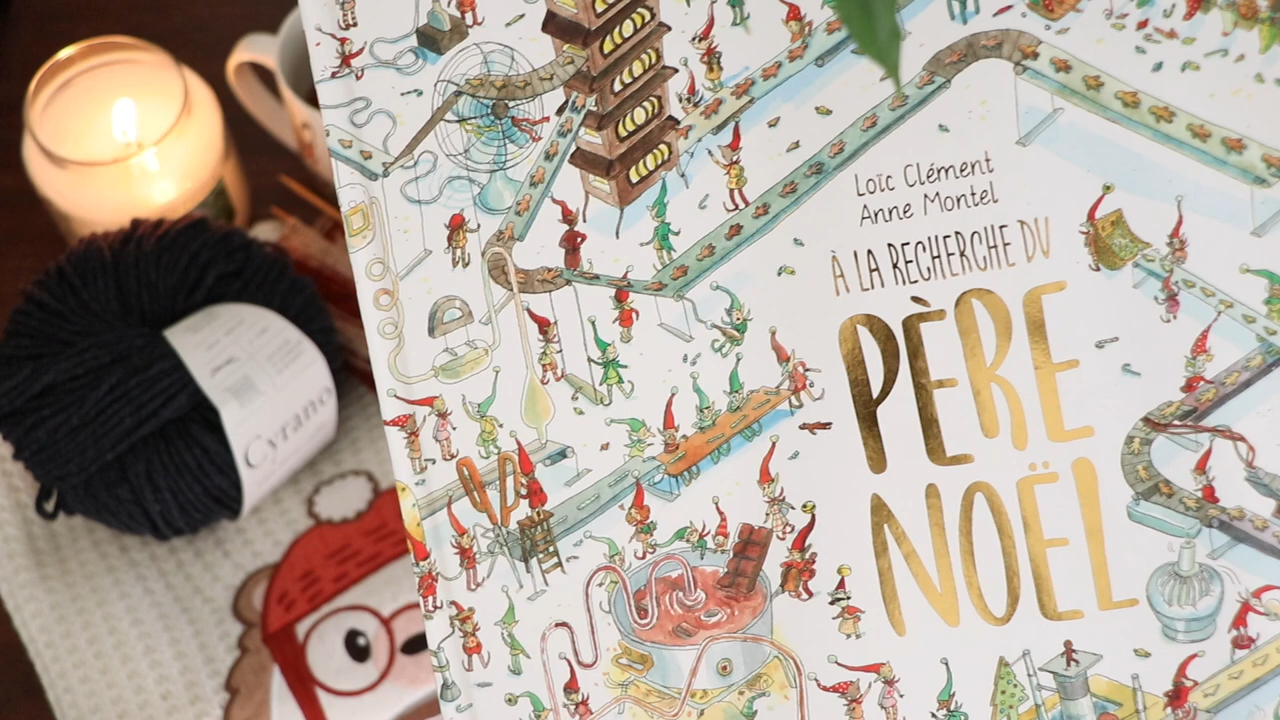 Loïc Clément
Anne Montel
À LA RECHERCHE DU
PÈRE
NOËL
Cyrano